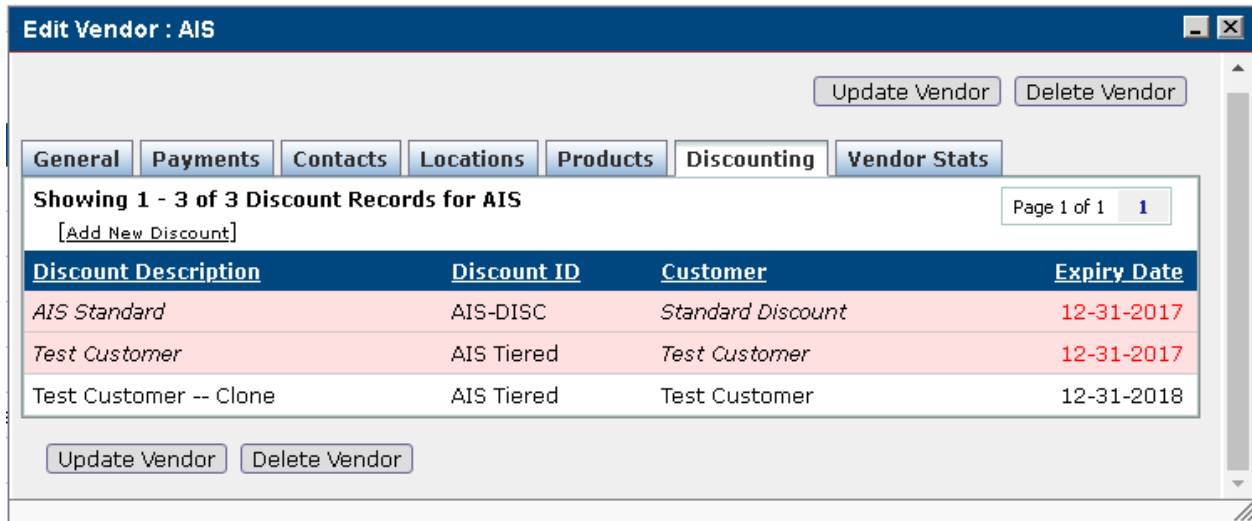 Edit Vendor : AIS
Update Vendor Delete Vendor
General Payments Contacts Locations Products Discounting Vendor Stats
Showing 1 - 3 of 3 Discount Records for AIS
Page 1 of 1 1
[Add New Discount]
Discount Description Discount ID Customer Expiry Date
AIS Standard AIS-DISC Standard Discount 12-31-2017
Test Customer AIS Tiered Test Customer 12-31-2017
Test Customer -- Clone AIS Tiered Test Customer 12-31-2018
Update Vendor Delete Vendor